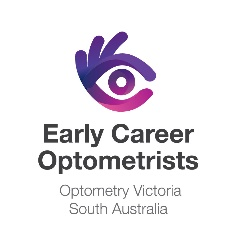 Early Career
Optometrists
Optometry Victoria
South Australia